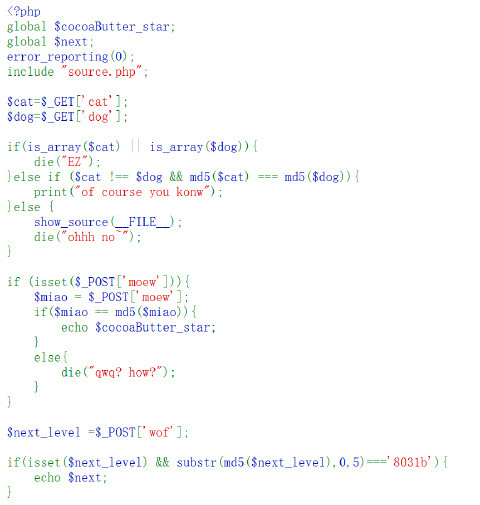 <?php
global $cocoaButter_star;
global $next;
error_reporting(0);
include "source.php";
$cat=$_GET['cat'];
$dog=$_GET['dog'];
if(is_array($cat) || is_array($dog)){
die("EZ");
}else if ($cat !== $dog && md5($cat) === md5($dog)){
print("of course you konw");
}else {
show_source(__FILE__);
die("ohhh no~");
}
if (isset($_POST['moew'])){
$miao = $_POST['moew'];
if($miao == md5($miao)){
echo $cocoaButter_star;
}
else{
die("qwq? how?");
}
}
$next_level =$_POST['wof'];
if(isset($next_level) && substr(md5($next_level),0,5)==='8031b'){
echo $next;
}